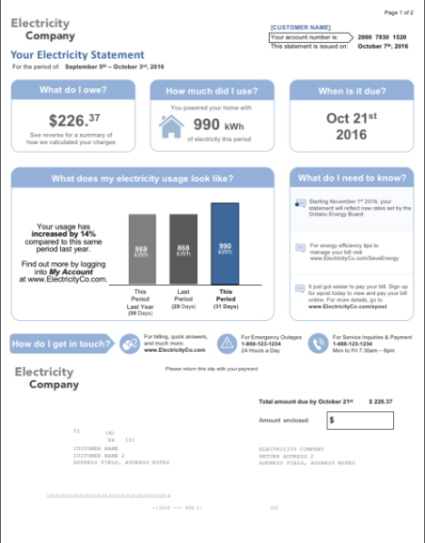 Page 1 of 2
Electricity
Company
[CUSTOMER NAME]
Your account number is: 2000 7830 1520
This statement is issued on: October 7th, 2016
Your Electricity Statement
For the period of: September 5th – October 3rd, 2016
What do I owe?
$226.37
See reverse for a summary of
how we calculated your charges
How much did I use?
You powered your home with
990 kWh
of electricity this period
When is it due?
Oct 21st
2016
What does my electricity usage look like?
Your usage has
increased by 14%
compared to this same
period last year.
Find out more by logging
into My Account
at www.ElectricityCo.com.
868
kWh
868
kWh
990
kWh
This
Period
Last Year
(30 Days)
Last
Period
(29 Days)
This
Period
(31 Days)
What do I need to know?
Starting November 1st 2016, your
statement will reflect new rates set by the
Ontario Energy Board
For energy efficiency tips to
manage your bill visit
www.ElectricityCo.com/SaveEnergy
It just got easier to pay your bill. Sign up
for epost today to view and pay your bill
online. For more details, go to
www.ElectricityCo.com/epost
How do I get in touch?
For billing, quick answers,
and much more:
www.ElectricityCo.com
For Emergency Outages
1-888-123-1234
24 Hours a Day
For Service Inquiries & Payment
1-888-123-1234
Mon to Fri 7:30am – 6pm
Electricity
Company
Please return this slip with your payment
Total amount due by October 21st $ 226.37
Amount enclosed $
CUSTOMER NAME
CUSTOMER NAME 2
ADDRESS FIELD, ADDRESS NOTES
ELECTRICITY COMPANY
RETURN ADDRESS 2
ADDRESS FIELD, ADDRESS NOTES